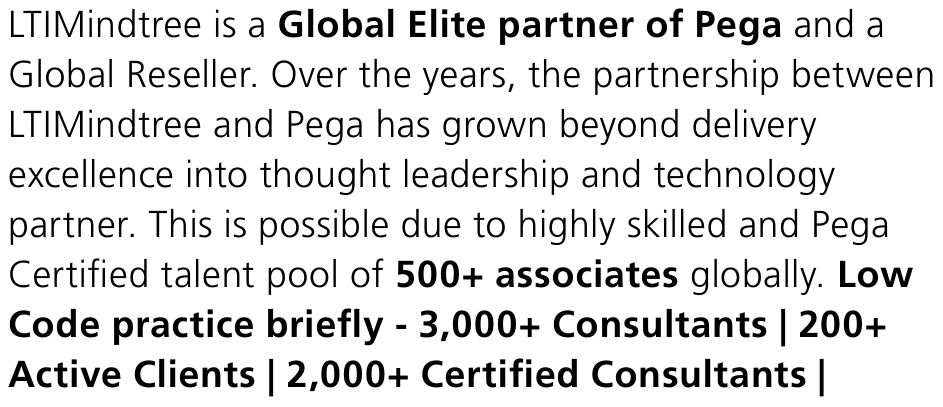 LTIMindtree is a Global Elite partner of Pega and a
Global Reseller. Over the years, the partnership between
LTIMindtree and Pega has grown beyond delivery
excellence into thought leadership and technology
partner. This is possible due to highly skilled and Pega
Certified talent pool of 500+ associates globally. Low
Code practice briefly - 3,000+ Consultants | 200+
Active Clients | 2,000+ Certified Consultants |